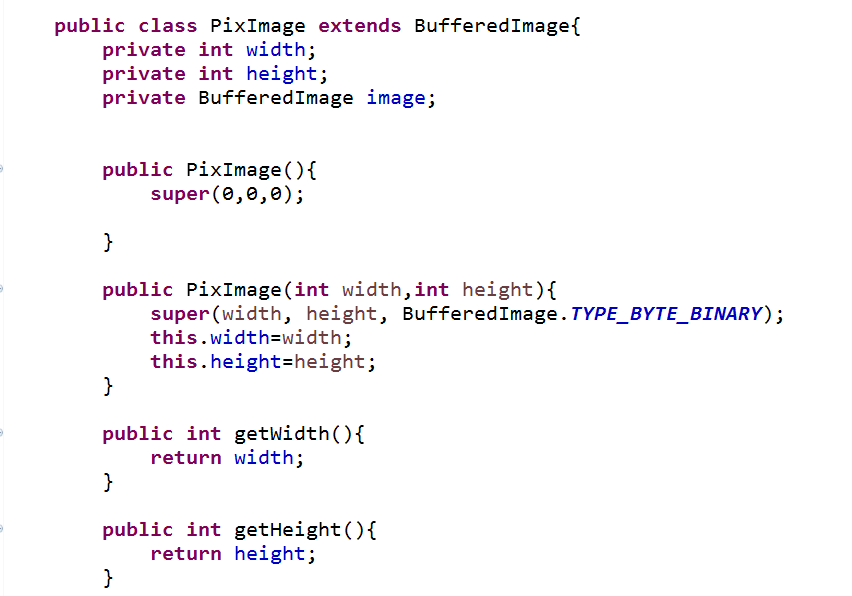 public class PixImage extends BufferedImage{
private int width;
private int height;
private BufferedImage image;
public PixImage(){
super(0,0,0);
}
public PixImage(int width,int height){
super(width, height, BufferedImage.TYPE_BYTE_BINARY);
this.width=width;
this.height=height;
}
public int getWidth(){
return width;
}
public int getHeight(){
return height;
}